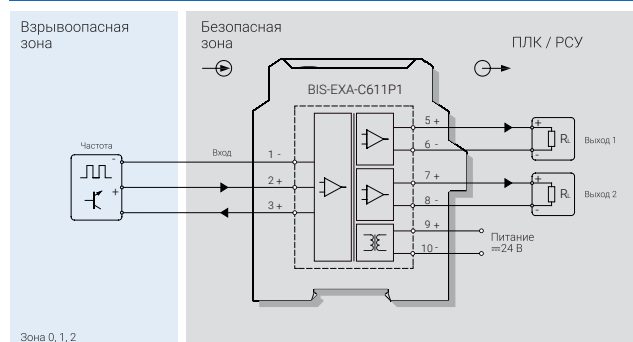 Взрывоопасная
зона
Безопасная
зона
ПЛК / РСУ
BIS-EXA-C611P1
Частота
Вход
-
+
1 -
2 +
3 +
5 +
6 -
7 +
8 -
9 +
10 -
+
RL
-
Выход 1
+
RL
-
Выход 2
Питание
⎓24 В
Зона 0, 1, 2